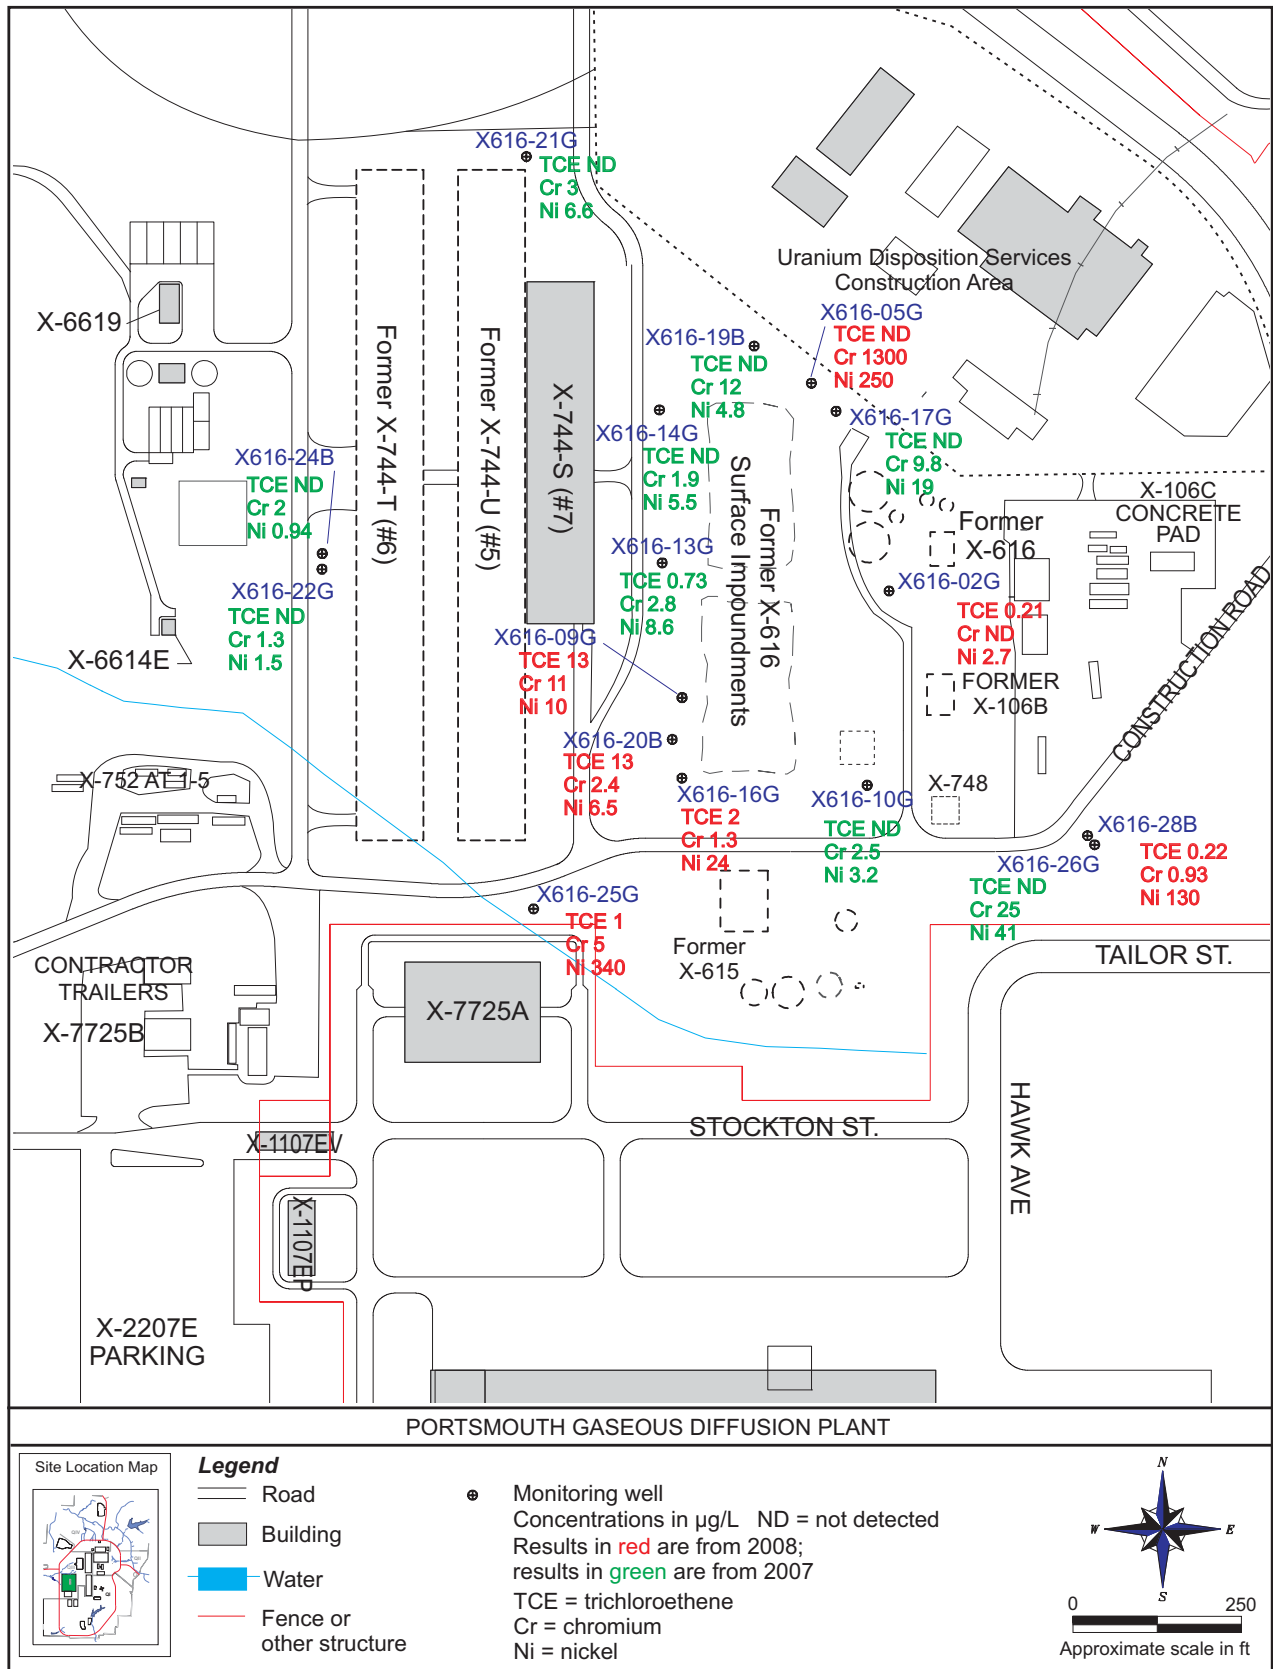 X616-21G
TCE ND
Cr 3
Ni 6.6
Uranium Disposition Services
Construction Area
X-6619
X616-05G
TCE ND
Cr 1300
Ni 250
X616-19B
TCE ND
Cr 12
Ni 4.8
Former X-744-T (#6)
Former X-744-U (#5)
X-744-S (#7)
X616-14G
TCE ND
Cr 1.9
Ni 5.5
X616-17G
TCE ND
Cr 9.8
Ni 19
X616-24B
TCE ND
Cr 2
Ni 0.94
Former X-616
Surface Impoundments
X-106C
CONCRETE
PAD
Former
X-616
X616-13G
TCE 0.73
Cr 2.8
Ni 8.6
X616-22G
TCE ND
Cr 1.3
Ni 1.5
X616-02G
TCE 0.21
Cr ND
Ni 2.7
X-6614E
X616-09G
TCE 13
Cr 11
Ni 10
FORMER
X-106B
CONSTRUCTION ROAD
X616-20B
TCE 13
Cr 2.4
Ni 6.5
X-752 AT 1-5
X616-16G
TCE 2
Cr 1.3
Ni 24
X616-10G
TCE ND
Cr 2.5
Ni 3.2
X-748
X616-28B
TCE 0.22
Cr 0.93
Ni 130
X616-26G
TCE ND
Cr 25
Ni 41
X616-25G
TCE 1
Cr 5
Ni 340
Former
X-615
TAILOR ST.
CONTRACTOR
TRAILERS
X-7725B
X-7725A
HAWK AVE
STOCKTON ST.
X-1107EV
X-1107EP
X-2207E
PARKING
PORTSMOUTH GASEOUS DIFFUSION PLANT
Site Location Map
Legend
Road
Building
Water
Fence or
other structure
Monitoring well
Concentrations in µg/L ND = not detected
Results in red are from 2008;
results in green are from 2007
TCE = trichloroethene
Cr = chromium
Ni = nickel
N
W
E
S
0 250
Approximate scale in ft